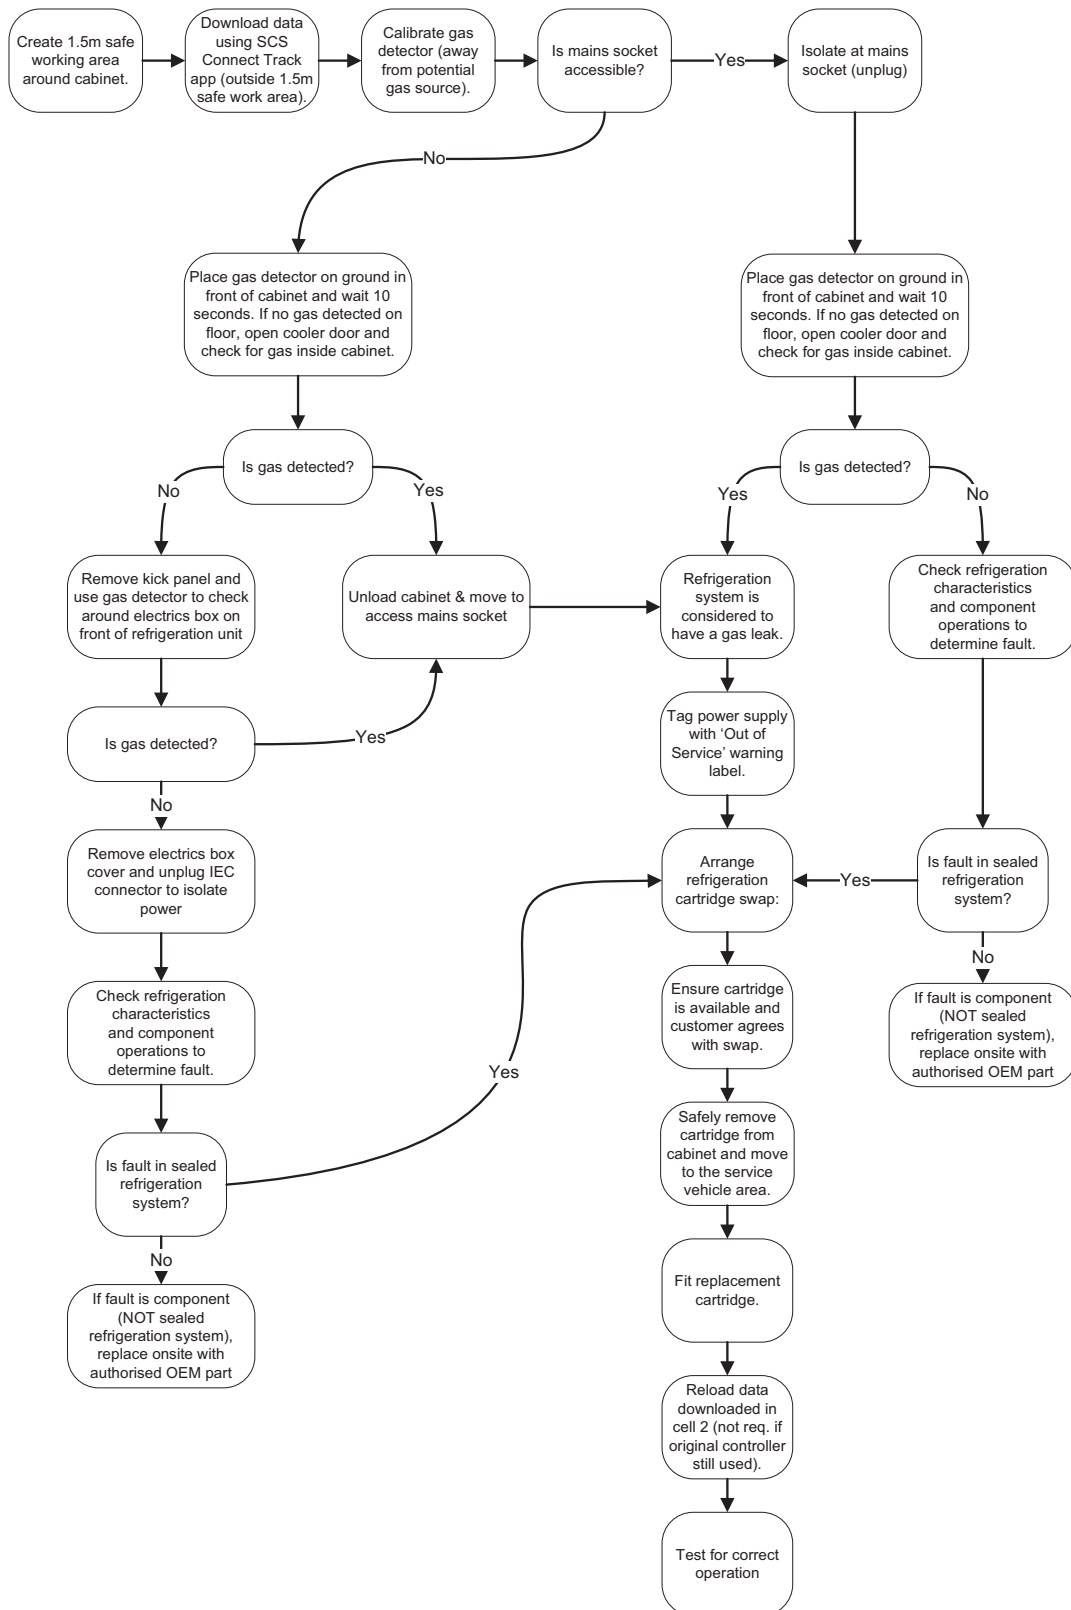 Create 1.5m safe
working area
around cabinet.
Download data
using SCS
Connect Track
app (outside 1.5m
safe work area).
Calibrate gas
detector (away
from potential
gas source).
Is mains socket
accessible?
Yes
Isolate at mains
socket (unplug)
No
Place gas detector on ground in
front of cabinet and wait 10
seconds. If no gas detected on
floor, open cooler door and
check for gas inside cabinet.
Place gas detector on ground in
front of cabinet and wait 10
seconds. If no gas detected on
floor, open cooler door and
check for gas inside cabinet.
Is gas detected?
Is gas detected?
No
Yes
Yes
No
Remove kick panel and
use gas detector to check
around electrics box on
front of refrigeration unit
Unload cabinet & move to
access mains socket
Refrigeration
system is
considered to
have a gas leak.
Check refrigeration
characteristics
and component
operations to
determine fault.
Is gas detected?
Yes
Tag power supply
with ‘Out of
Service’ warning
label.
No
Remove electrics box
cover and unplug IEC
connector to isolate
power
Arrange
refrigeration
cartridge swap:
Yes
Is fault in sealed
refrigeration
system?
No
Check refrigeration
characteristics
and component
operations to
determine fault.
Ensure cartridge
is available and
customer agrees
with swap.
If fault is component
(NOT sealed
refrigeration system),
replace onsite with
authorised OEM part
Yes
Is fault in sealed
refrigeration
system?
Safely remove
cartridge from
cabinet and move
to the service
vehicle area.
No
If fault is component
(NOT sealed
refrigeration system),
replace onsite with
authorised OEM part
Fit replacement
cartridge.
Reload data
downloaded in
cell 2 (not req. if
original controller
still used).
Test for correct
operation